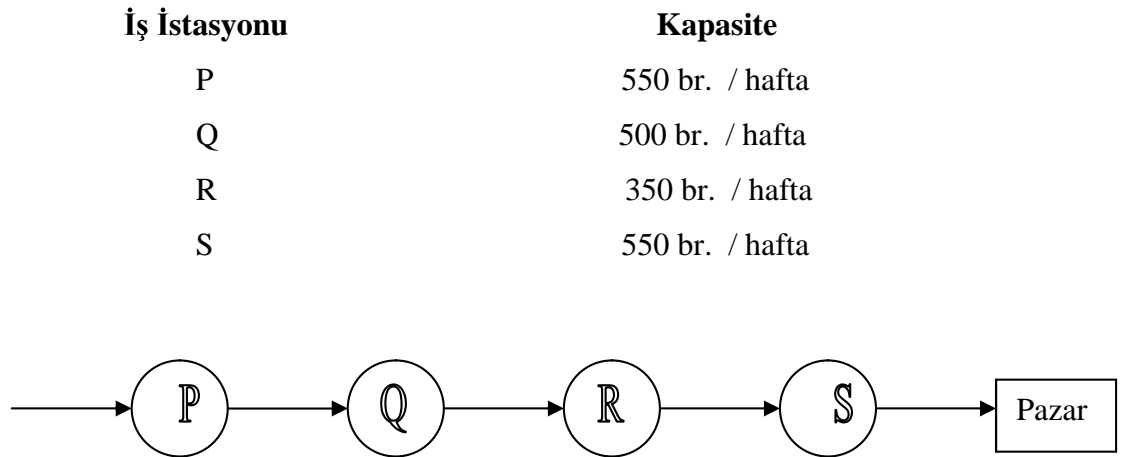 İş İstasyonu Kapasite
P 550 br. / hafta
Q 500 br. / hafta
R 350 br. / hafta
S 550 br. / hafta
P Q R S Pazar